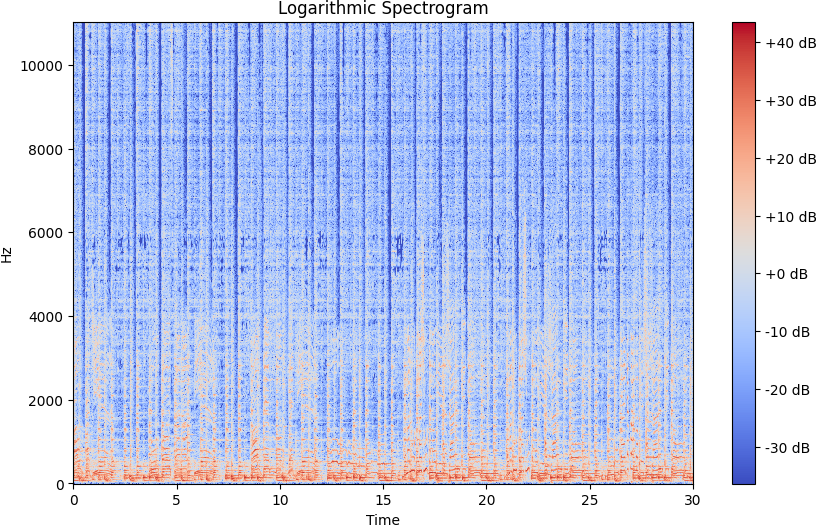 Logarithmic Spectrogram
Hz
10000
8000
6000
4000
2000
0
0 5 10 15 20 25 30
Time
+40 dB
+30 dB
+20 dB
+10 dB
+0 dB
-10 dB
-20 dB
-30 dB